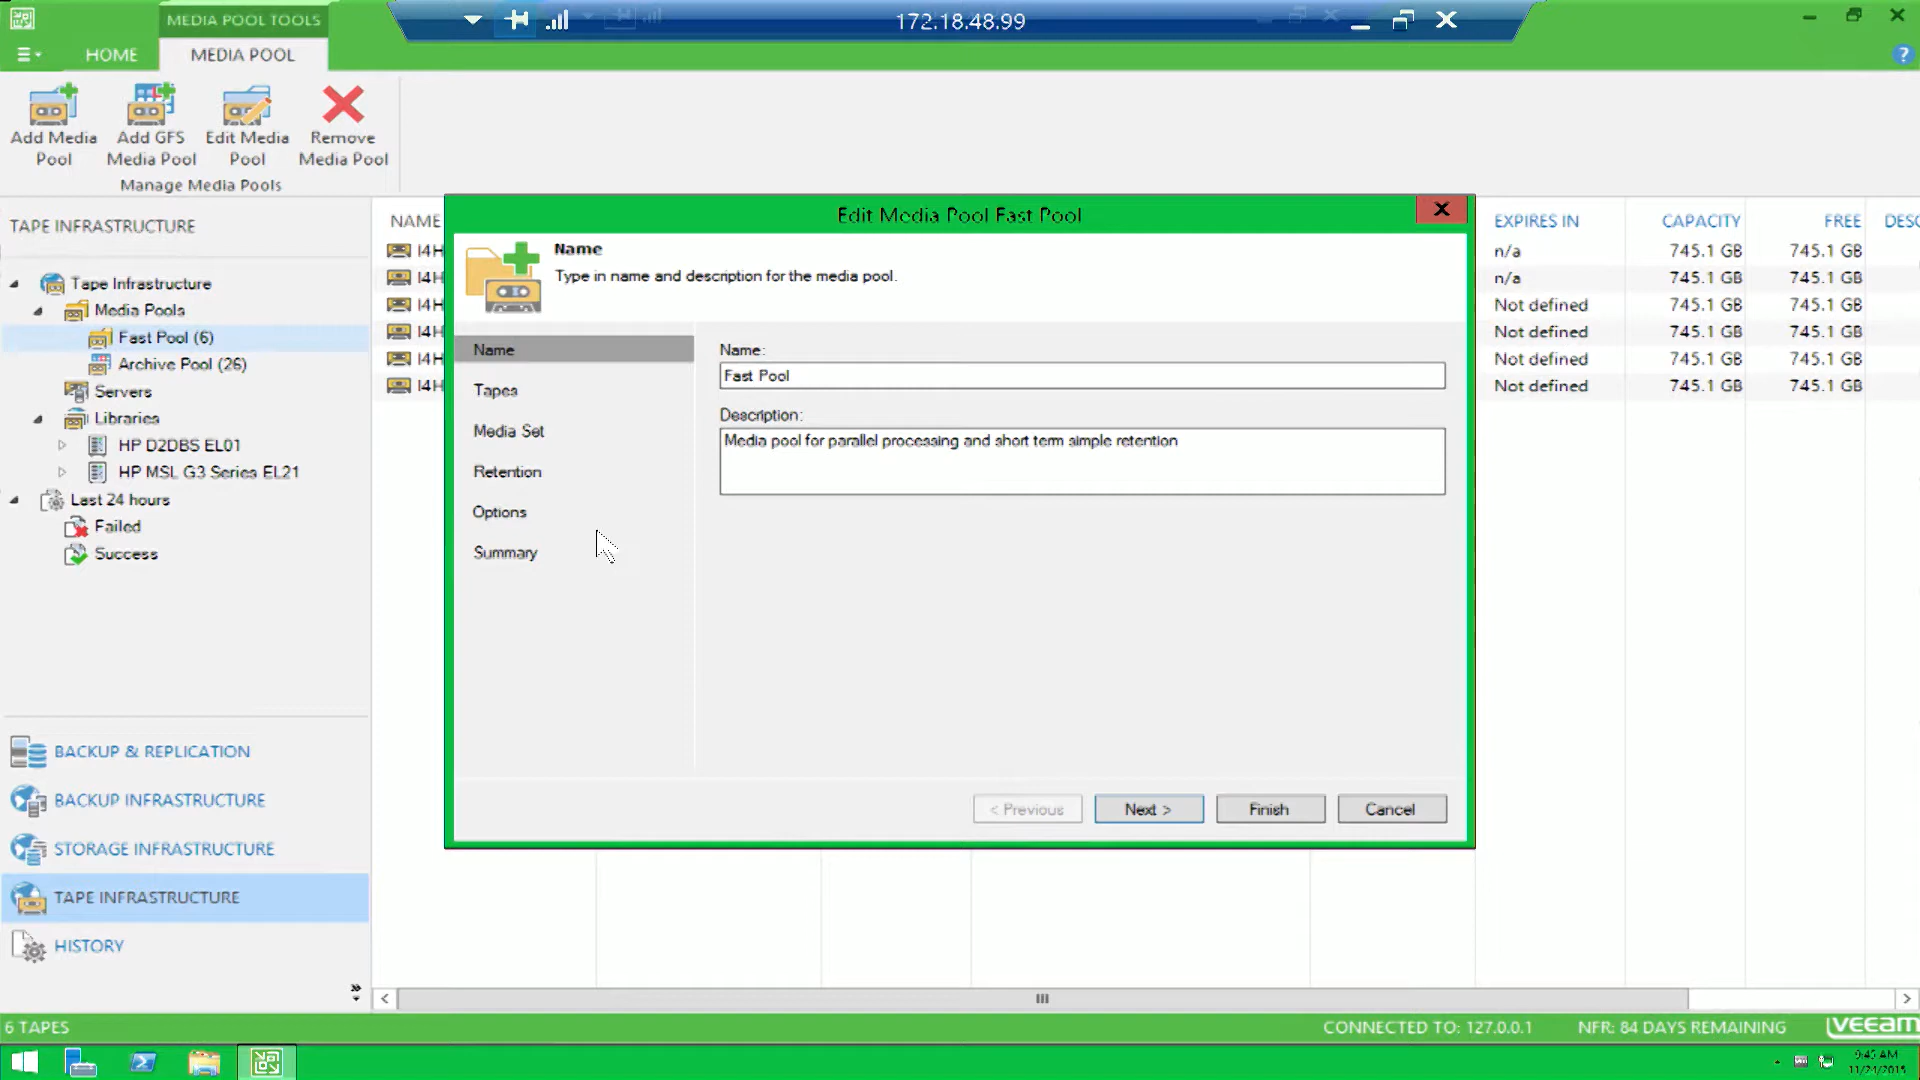 MEDIA POOL TOOLS
172.18.48.99
HOME
MEDIA POOL
Add Media Pool
Add GFS Media Pool
Edit Media Pool
Remove Media Pool
Manage Media Pools
TAPE INFRASTRUCTURE
Tape Infrastructure
Media Pools
Fast Pool (6)
Archive Pool (26)
Servers
Libraries
HP D2DBS EL01
HP MSL G3 Series EL21
Last 24 hours
Failed
Success
BACKUP & REPLICATION
BACKUP INFRASTRUCTURE
STORAGE INFRASTRUCTURE
TAPE INFRASTRUCTURE
HISTORY
NAME
EXPIRES IN
CAPACITY
FREE
n/a 745.1 GB 745.1 GB
n/a 745.1 GB 745.1 GB
Not defined 745.1 GB 745.1 GB
Not defined 745.1 GB 745.1 GB
Not defined 745.1 GB 745.1 GB
Not defined 745.1 GB 745.1 GB
Edit Media Pool Fast Pool
X
Name
Type in name and description for the media pool.
Name
Tapes
Media Set
Retention
Options
Summary
Name:
Fast Pool
Description:
Media pool for parallel processing and short term simple retention
< Previous
Next >
Finish
Cancel
6 TAPES
CONNECTED TO: 127.0.0.1
NFR: 84 DAYS REMAINING
veeam
9:45 AM